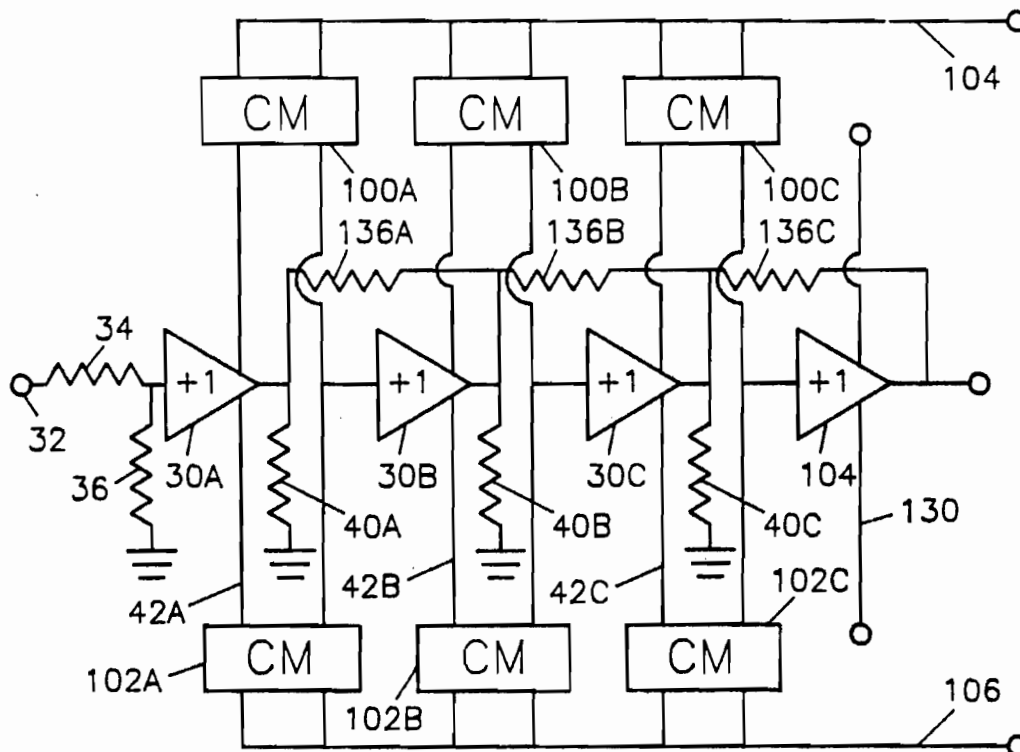 104
CM CM CM
100A 100B 100C
136A 136B 136C
34
+1 +1 +1 +1
32
36 30A 30B 30C 104
40A 40B 40C 130
42A 42B 42C 102C
CM CM CM
102A 102B 106